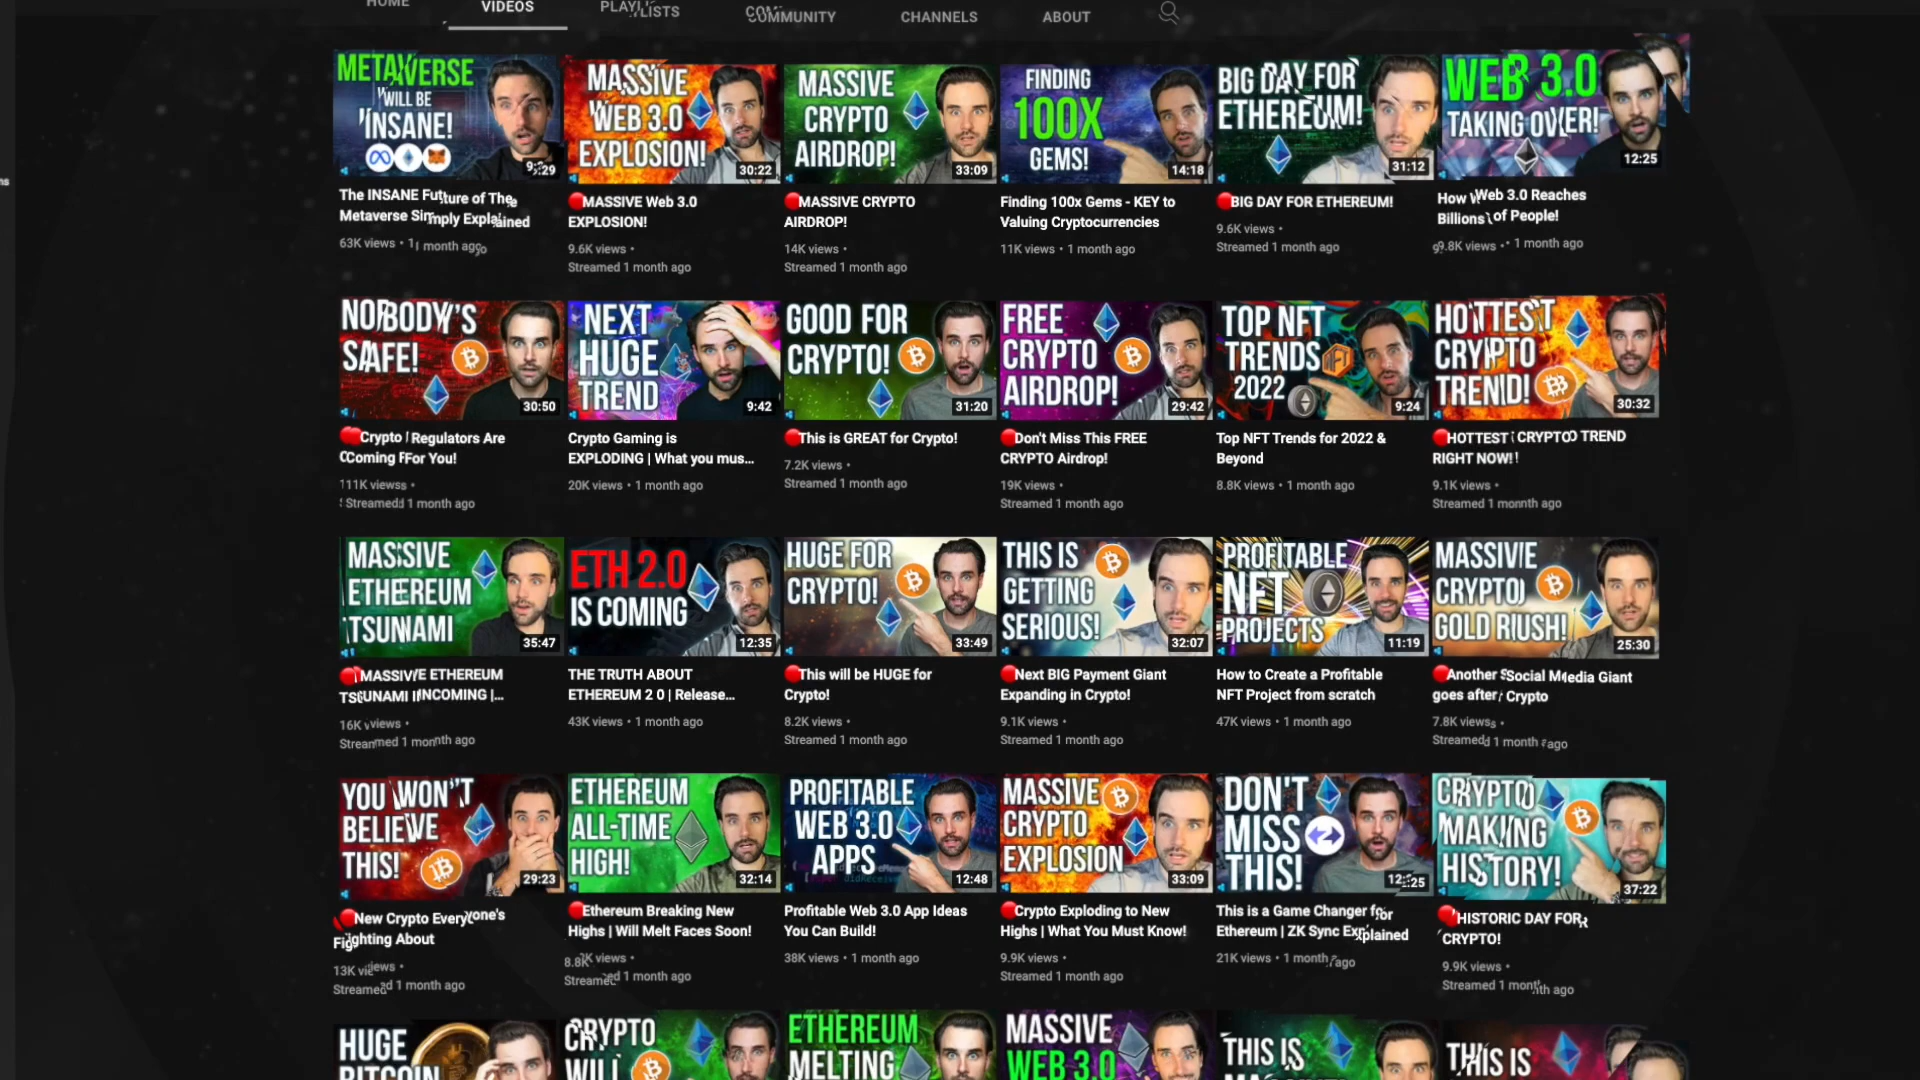 HOME VIDEOS PLAYLISTS COMMUNITY CHANNELS ABOUT
METAVERSE
WILL BE
INSANE!
9:29
The INSANE Future of The
Metaverse Simply Explained
63K views • 1 month ago
MASSIVE
WEB 3.0
EXPLOSION!
30:22
MASSIVE Web 3.0
EXPLOSION!
9.6K views •
Streamed 1 month ago
MASSIVE
CRYPTO
AIRDROP!
33:09
MASSIVE CRYPTO
AIRDROP!
14K views •
Streamed 1 month ago
FINDING
100X
GEMS!
14:18
Finding 100x Gems - KEY to
Valuing Cryptocurrencies
11K views • 1 month ago
BIG DAY FOR
ETHEREUM!
31:12
BIG DAY FOR ETHEREUM!
9.6K views •
Streamed 1 month ago
WEB 3.0
TAKING OVER!
12:25
How Web 3.0 Reaches
Billions of People!
9.8K views • 1 month ago
NOBODY'S
SAFE!
30:50
Crypto Regulators Are
Coming For You!
11K views •
Streamed 1 month ago
NEXT
HUGE
TREND
9:42
Crypto Gaming is
EXPLODING | What you mus...
20K views • 1 month ago
GOOD FOR
CRYPTO!
31:20
This is GREAT for Crypto!
7.2K views •
Streamed 1 month ago
FREE
CRYPTO
AIRDROP!
29:42
Don't Miss This FREE
CRYPTO Airdrop!
19K views •
Streamed 1 month ago
TOP NFT
TRENDS
2022
NFT
9:24
Top NFT Trends for 2022 &
Beyond
8.8K views • 1 month ago
HOTTEST
CRYPTO
TREND!
30:32
HOTTEST CRYPTO TREND
RIGHT NOW!
9.1K views •
Streamed 1 month ago
MASSIVE
ETHEREUM
TSUNAMI
35:47
MASSIVE ETHEREUM
TSUNAMI INCOMING |...
16K views •
Streamed 1 month ago
ETH 2.0
IS COMING
12:35
THE TRUTH ABOUT
ETHEREUM 2 0 | Release...
43K views • 1 month ago
HUGE FOR
CRYPTO!
33:49
This will be HUGE for
Crypto!
8.2K views •
Streamed 1 month ago
THIS IS
GETTING
SERIOUS!
32:07
Next BIG Payment Giant
Expanding in Crypto!
9.1K views •
Streamed 1 month ago
PROFITABLE
NFT
PROJECTS
11:19
How to Create a Profitable
NFT Project from scratch
47K views • 1 month ago
MASSIVE
CRYPTO
GOLD RUSH!
25:30
Another Social Media Giant
goes after Crypto
7.8K views •
Streamed 1 month ago
YOU WON'T
BELIEVE
THIS!
29:23
New Crypto Everyone's
Fighting About
13K views •
Streamed 1 month ago
ETHEREUM
ALL-TIME
HIGH!
32:14
Ethereum Breaking New
Highs | Will Melt Faces Soon!
8.8K views •
Streamed 1 month ago
PROFITABLE
WEB 3.0
APPS
12:48
Profitable Web 3.0 App Ideas
You Can Build!
38K views • 1 month ago
MASSIVE
CRYPTO
EXPLOSION
33:09
Crypto Exploding to New
Highs | What You Must Know!
9.9K views •
Streamed 1 month ago
DON'T
MISS
THIS!
12:25
This is a Game Changer for
Ethereum | ZK Sync Explained
21K views • 1 month ago
CRYPTO
MAKING
HISTORY!
37:22
HISTORIC DAY FOR
CRYPTO!
9.9K views •
Streamed 1 month ago
HUGE
BITCOIN
CRYPTO
WILL
ETHEREUM
MELTING
MASSIVE
WEB 3.0
THIS IS
THIS IS